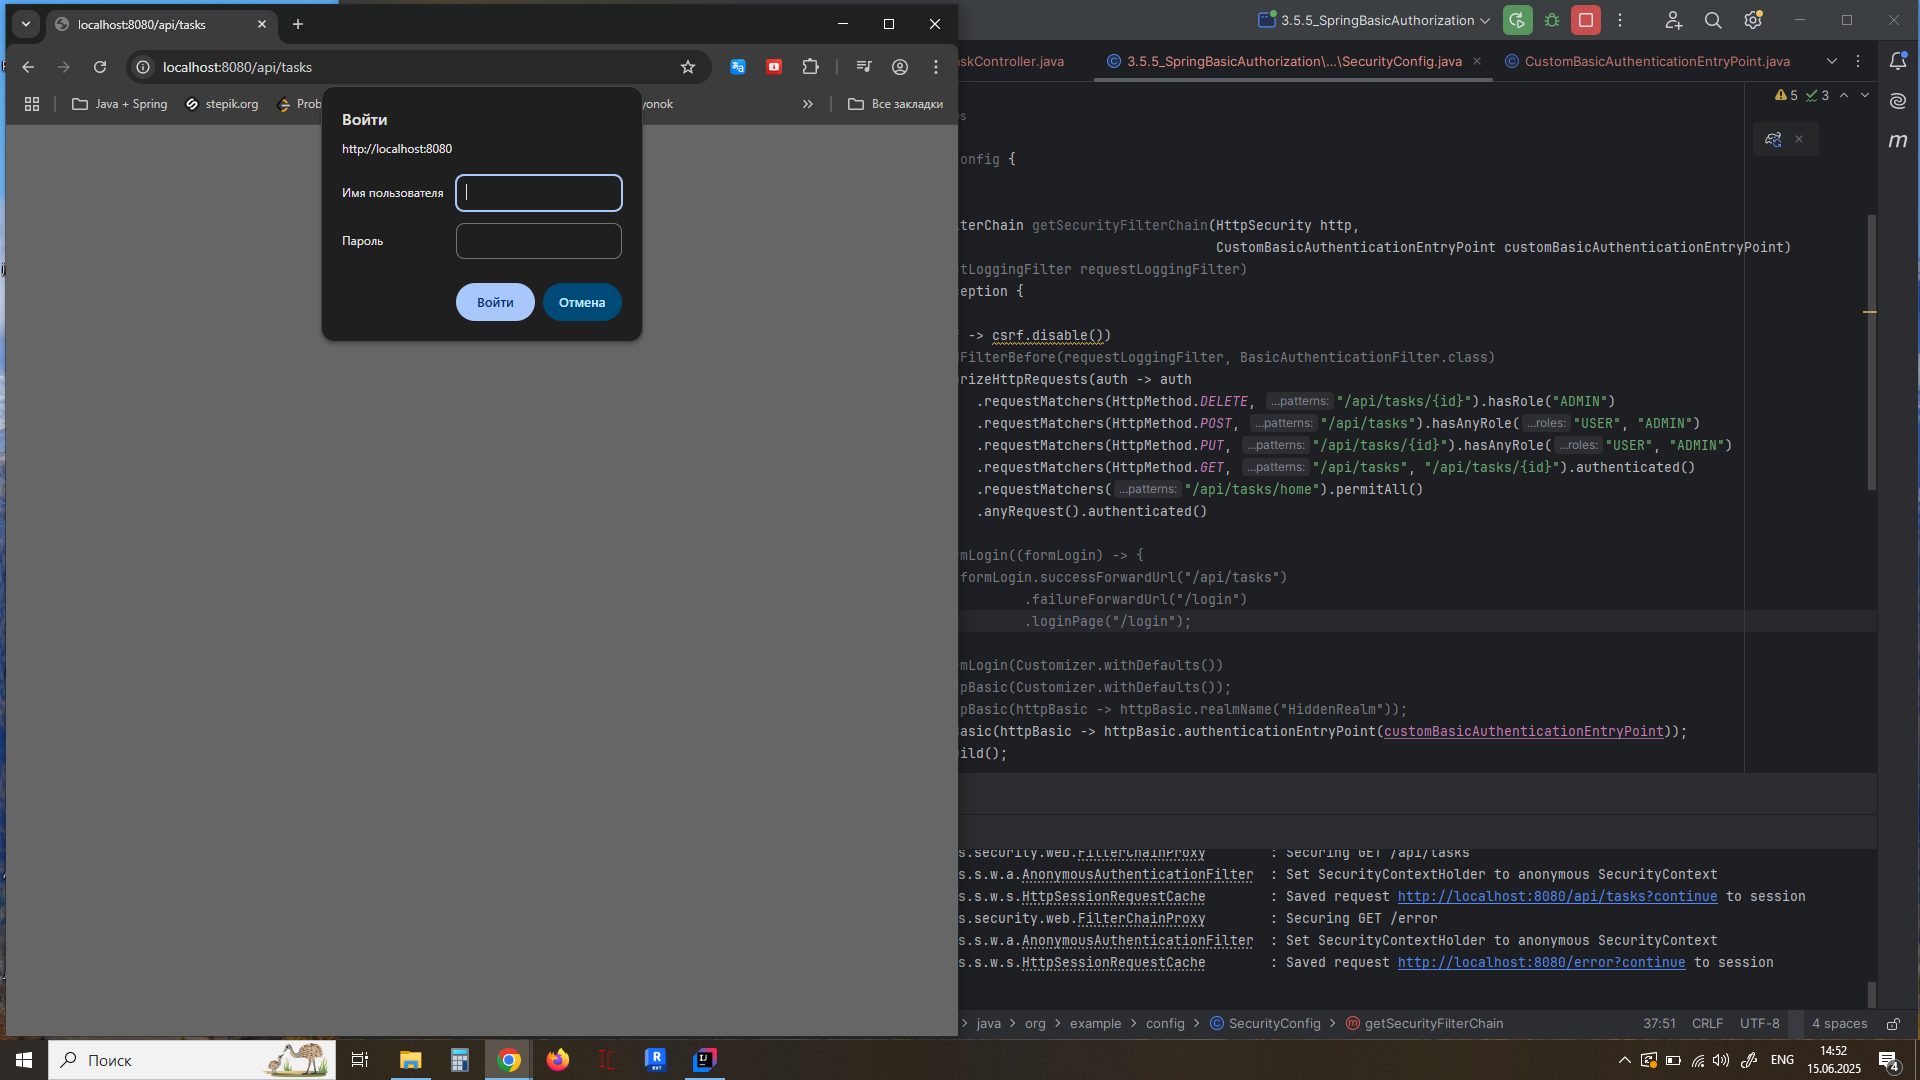 localhost:8080/api/tasks
localhost:8080/api/tasks
Java + Spring
stepik.org
Prob
yonok
Все закладки
Войти
http://localhost:8080
Имя пользователя
Пароль
Войти
Отмена
3.5.5_SpringBasicAuthorization
skController.java
3.5.5_SpringBasicAuthorization\...\SecurityConfig.java
CustomBasicAuthenticationEntryPoint.java
5
3
es
onfig {
terChain getSecurityFilterChain(HttpSecurity http,
CustomBasicAuthenticationEntryPoint customBasicAuthenticationEntryPoint)
tLoggingFilter requestLoggingFilter)
eption {
-> csrf.disable())
FilterBefore(requestLoggingFilter, BasicAuthenticationFilter.class)
rizeHttpRequests(auth -> auth
.requestMatchers(HttpMethod.DELETE, ...patterns: "/api/tasks/{id}").hasRole("ADMIN")
.requestMatchers(HttpMethod.POST, ...patterns: "/api/tasks").hasAnyRole( ...roles: "USER", "ADMIN")
.requestMatchers(HttpMethod.PUT, ...patterns: "/api/tasks/{id}").hasAnyRole( ...roles: "USER", "ADMIN")
.requestMatchers(HttpMethod.GET, ...patterns: "/api/tasks", "/api/tasks/{id}").authenticated()
.requestMatchers( ...patterns: "/api/tasks/home").permitAll()
.anyRequest().authenticated()
mLogin((formLogin) -> {
formLogin.successForwardUrl("/api/tasks")
.failureForwardUrl("/login")
.loginPage("/login");
mLogin(Customizer.withDefaults())
pBasic(Customizer.withDefaults());
pBasic(httpBasic -> httpBasic.realmName("HiddenRealm"));
Basic(httpBasic -> httpBasic.authenticationEntryPoint(customBasicAuthenticationEntryPoint));
ild();
s.security.web.FilterChainProxy : Securing GET /api/tasks
s.s.w.a.AnonymousAuthenticationFilter : Set SecurityContextHolder to anonymous SecurityContext
s.s.w.s.HttpSessionRequestCache : Saved request http://localhost:8080/api/tasks?continue to session
s.security.web.FilterChainProxy : Securing GET /error
s.s.w.a.AnonymousAuthenticationFilter : Set SecurityContextHolder to anonymous SecurityContext
s.s.w.s.HttpSessionRequestCache : Saved request http://localhost:8080/error?continue to session
java > org > example > config > SecurityConfig > getSecurityFilterChain
37:51 CRLF UTF-8 4 spaces
Поиск
ENG
14:52
15.06.2025
4